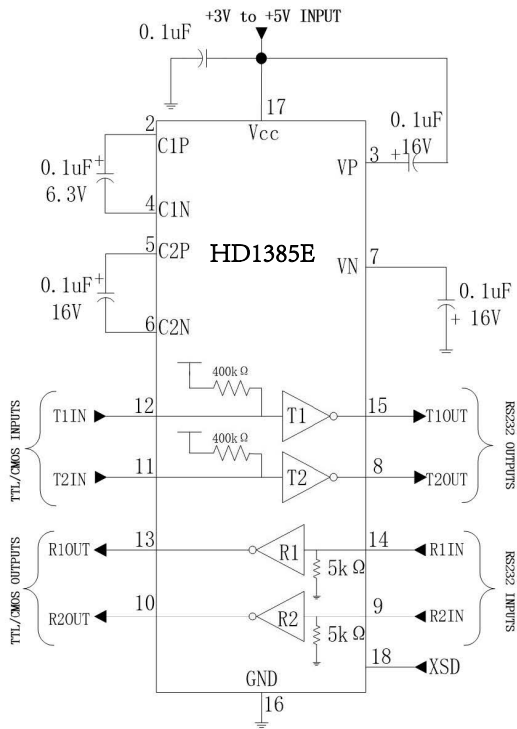 +3V to +5V INPUT
0.1uF
17
Vcc
2
C1P
0.1uF
+
6.3V
4
C1N
5
C2P
0.1uF
+
16V
6
C2N
HD1385E
0.1uF
3
+
16V
VP
7
VN
0.1uF
+ 16V
TTL/CMOS INPUTS
T1IN
12
400kΩ
T1
15
T1OUT
T2IN
11
400kΩ
T2
8
T2OUT
RS232 OUTPUTS
TTL/CMOS OUTPUTS
R1OUT
13
R1
14
R1IN
5kΩ
R2OUT
10
R2
9
R2IN
5kΩ
RS232 INPUTS
18
XSD
GND
16